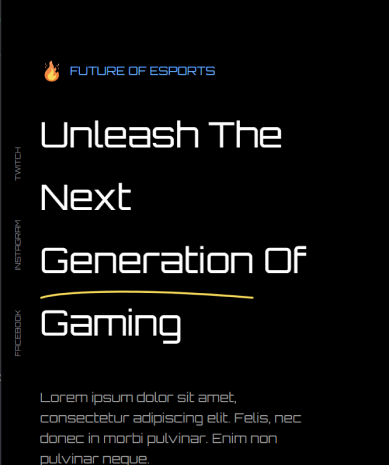 FUTURE OF ESPORTS
Unleash The
Next
Generation Of
Gaming
TWITCH
INSTAGRAM
FACEBOOK
Lorem ipsum dolor sit amet,
consectetur adipiscing elit. Felis, nec
donec in morbi pulvinar. Enim non
pulvinar neque.